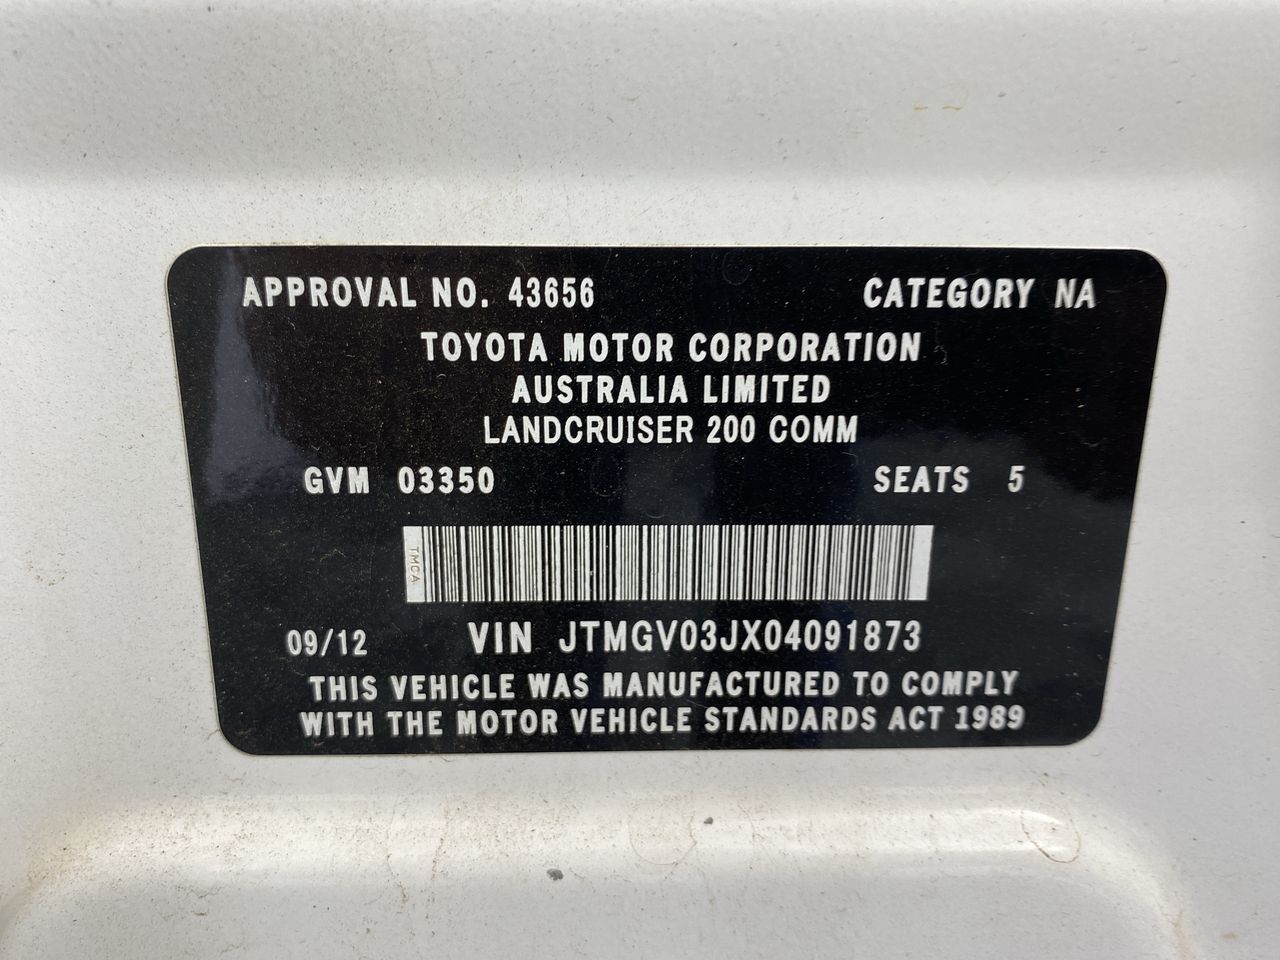 APPROVAL NO. 43656 CATEGORY NA
TOYOTA MOTOR CORPORATION
AUSTRALIA LIMITED
LANDCRUISER 200 COMM
GVM 03350 SEATS 5
TMCA
09/12 VIN JTMGV03JX04091873
THIS VEHICLE WAS MANUFACTURED TO COMPLY
WITH THE MOTOR VEHICLE STANDARDS ACT 1989